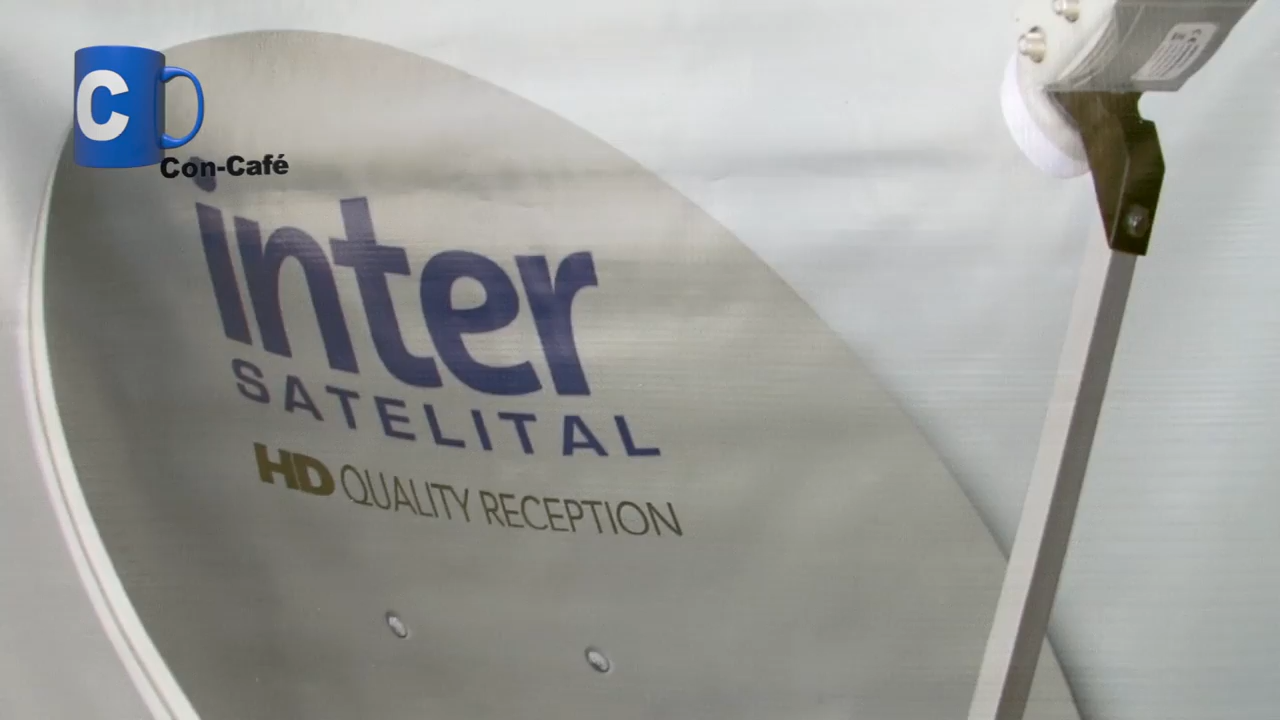 C
Con-Café
inter
SATELITAL
HD QUALITY RECEPTION